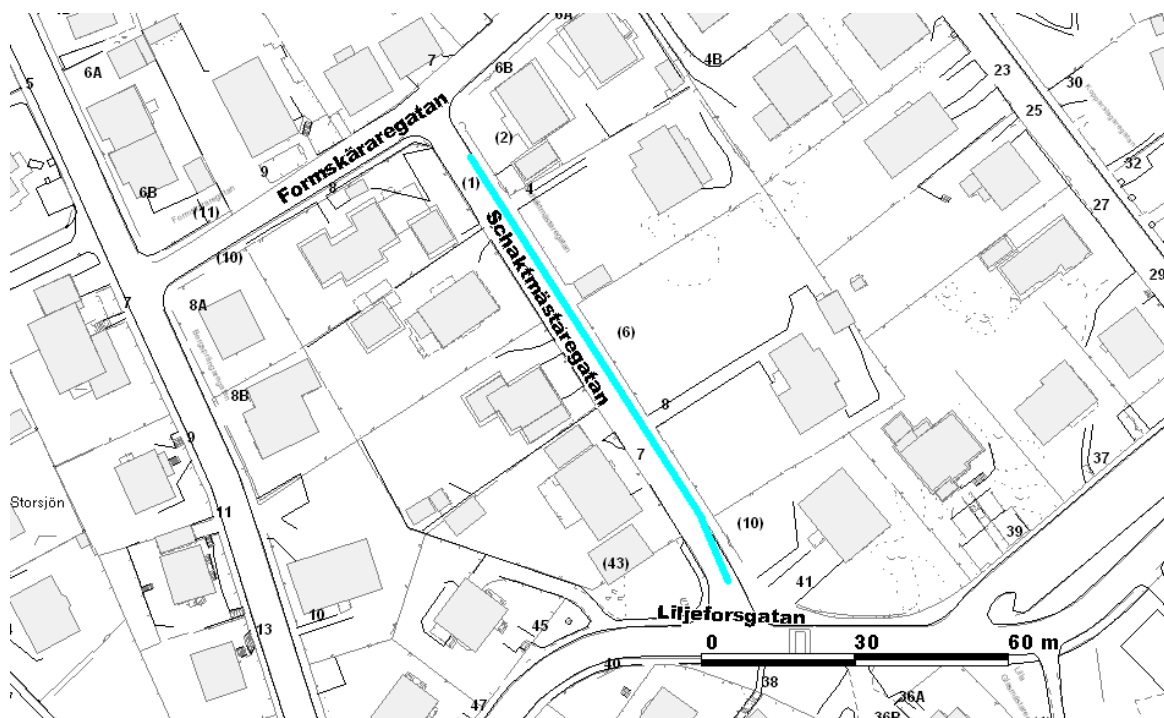 6A
6A
7
6B
4B
5
23
30
25
(2)
Formskäraregatan
9
32
6B
8
(1)
4
(11)
27
Schaktmästaregatan
(10)
29
7
8A
(6)
8B
8
9
7
37
Storsjön
11
(10)
39
(43)
41
10
Liljeforsgatan
13
45
0 30 60 m
40
38
47
36A
36B